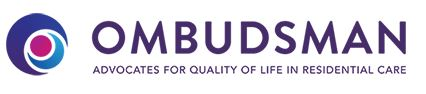 OMBUDSMAN
ADVOCATES FOR QUALITY OF LIFE IN RESIDENTIAL CARE